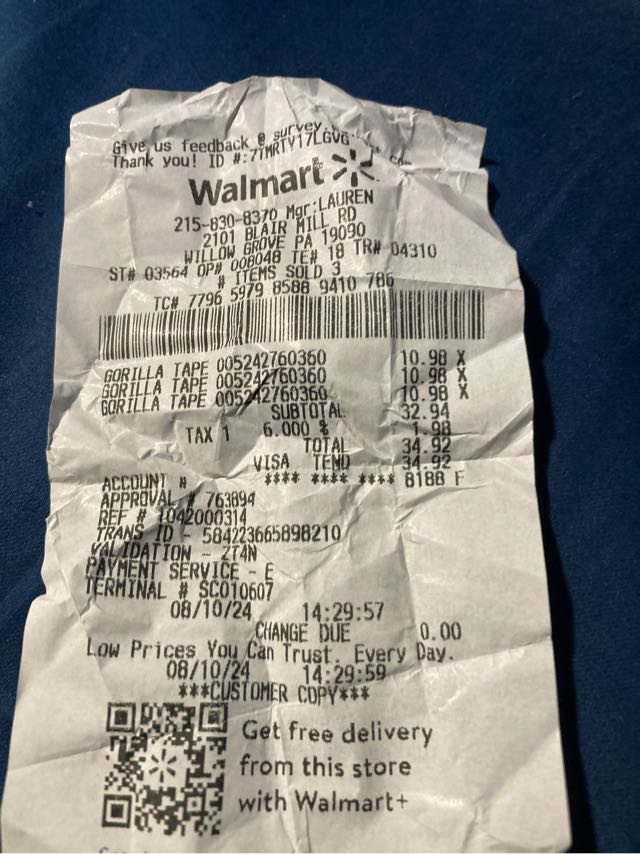 Give us feedback @ survey.
Thank you! ID #:7TMRTY17LGVG
Walmart
215-830-8370 Mgr:LAUREN
2101 BLAIR MILL RD
WILLOW GROVE PA 19090
ST# 03564 OP# 008048 TE# 18 TR# 04310
# ITEMS SOLD 3
TC# 7796 5979 8588 9410 786
GORILLA TAPE 005242760360 10.98 X
GORILLA TAPE 005242760360 10.98 X
GORILLA TAPE 005242760360 10.98 X
SUBTOTAL 32.94
TAX 1 6.000 % 1.98
TOTAL 34.92
VISA TEND 34.92
ACCOUNT # **** **** **** 8188 F
APPROVAL # 763894
REF # 1042000314
TRANS ID - 584223665898210
VALIDATION - 2T4N
PAYMENT SERVICE - E
TERMINAL # SC010607
08/10/24 14:29:57
CHANGE DUE 0.00
Low Prices You Can Trust. Every Day.
08/10/24 14:29:59
***CUSTOMER COPY***
Get free delivery
from this store
with Walmart+